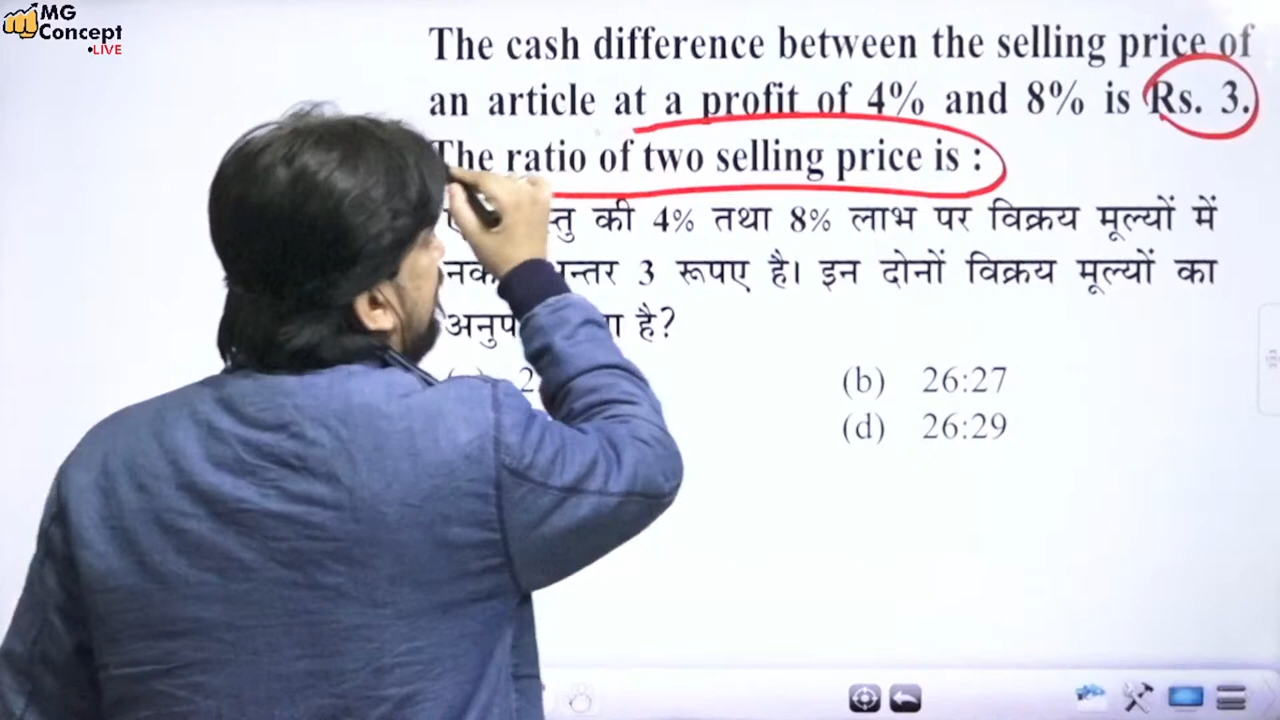 MG
Concept
•LIVE
The cash difference between the selling price of
an article at a profit of 4% and 8% is Rs. 3.
The ratio of two selling price is :
की 4% तथा 8% लाभ पर विक्रय मूल्यों में
3 रूपए है। इन दोनों विक्रय मूल्यों का
है?
(b) 26:27
(d) 26:29